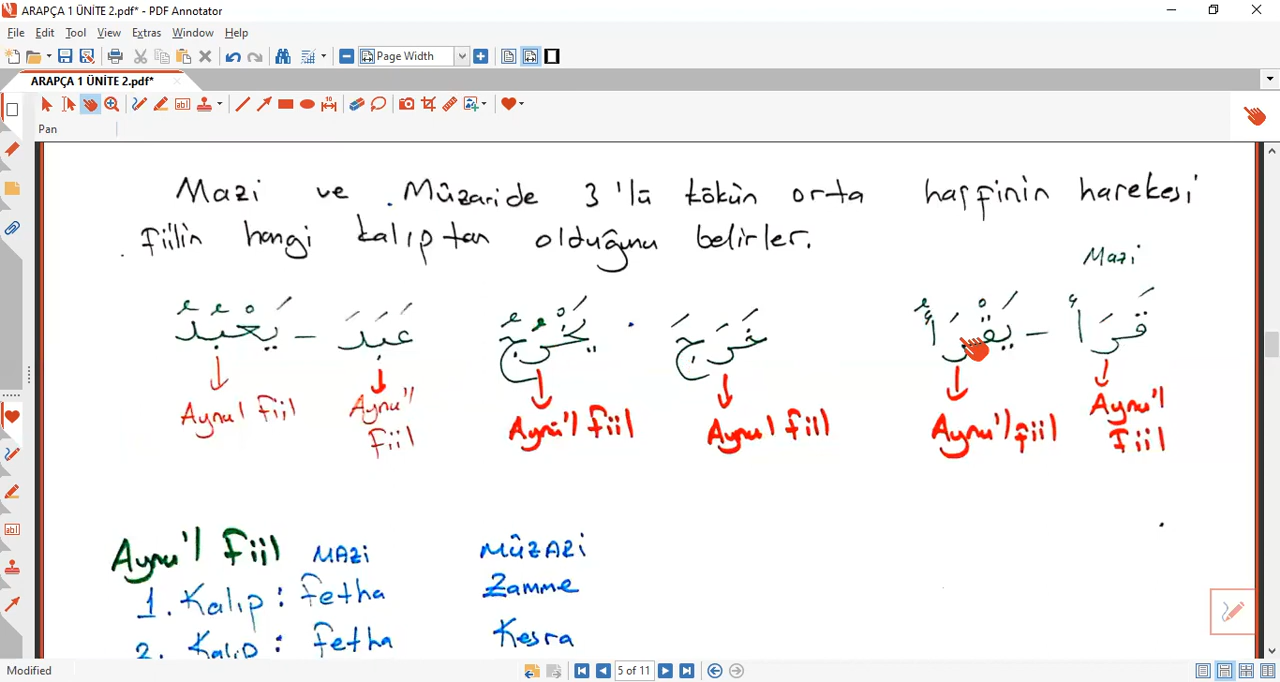 ARAPÇA 1 ÜNİTE 2.pdf* - PDF Annotator
File Edit Tool View Extras Window Help
Page Width
ARAPÇA 1 ÜNİTE 2.pdf*
Pan
Mazi ve Müzaride 3'lü kökün orta harfinin harekesi
fiilin hangi kalıptan olduğunu belirler.
Mazi
قَرَأَ – يَقْرَأُ
خَرَجَ يَخْرُجُ
عَبَدَ – يَعْبُدُ
Aynu'l fiil Aynu'l fiil Aynu'l fiil Aynü'l fiil Aynu'l fiil Aynu'l fiil
Aynu'l fiil MAZİ MÜZAZİ
1. Kalıp : fetha Zamme
2. Kalıp : fetha Kesra
Modified
5 of 11